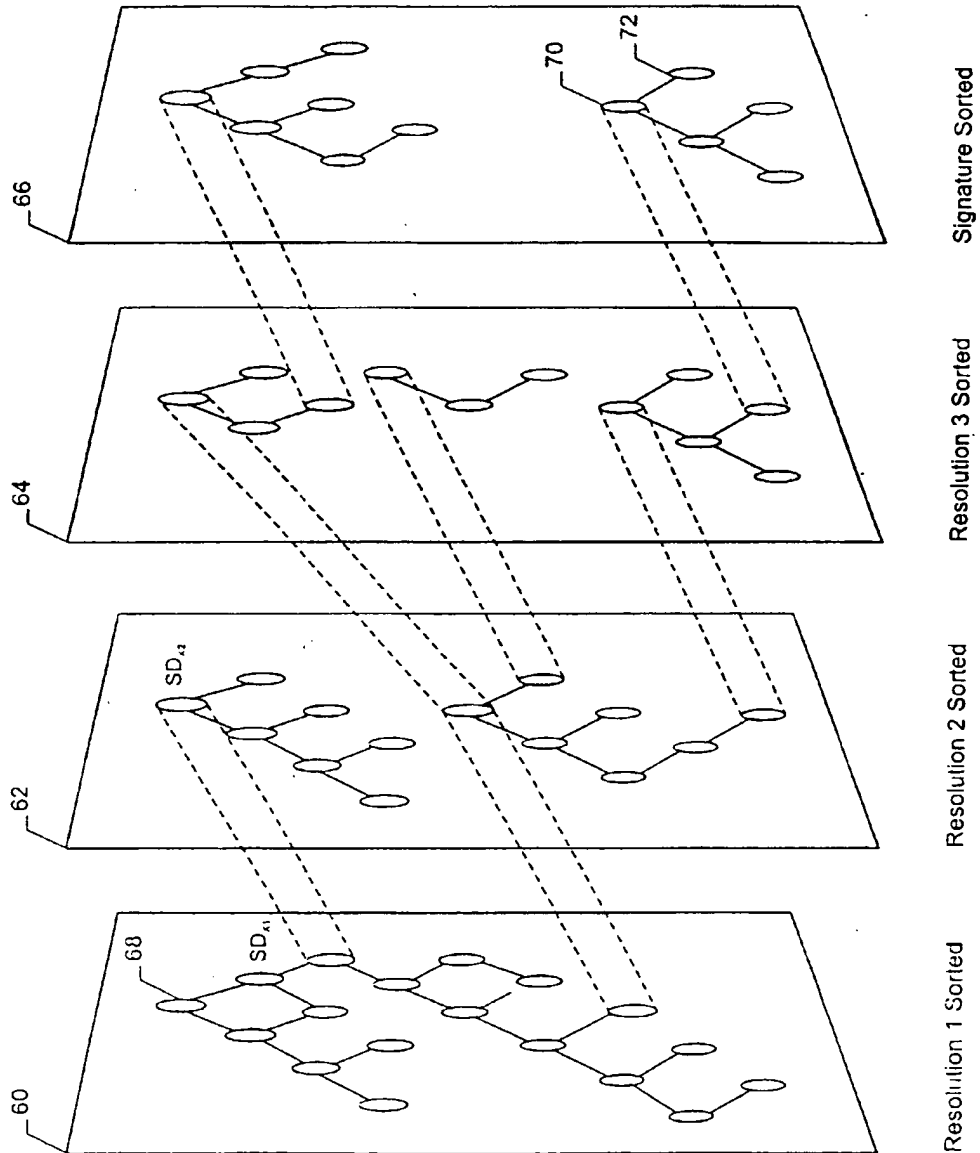 60
62
64
66
68
SDX1
SDX2
70
72
Resolution 1 Sorted
Resolution 2 Sorted
Resolution 3 Sorted
Signature Sorted